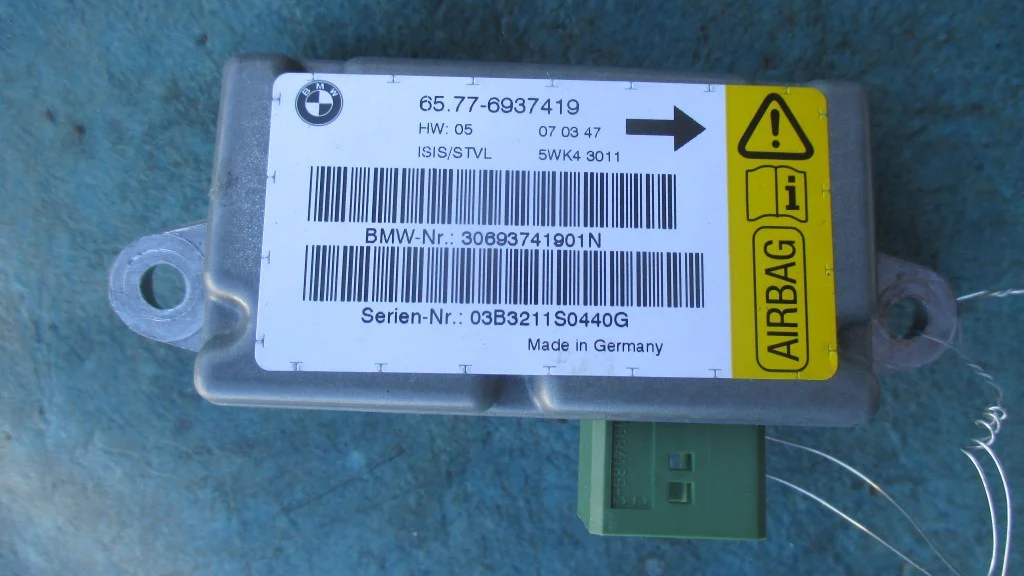 BMW
65.77-6937419
HW: 05 07 03 47
ISIS/STVL 5WK4 3011
BMW-Nr.: 30693741901N
Serien-Nr.: 03B3211S0440G
Made in Germany
i
AIRBAG